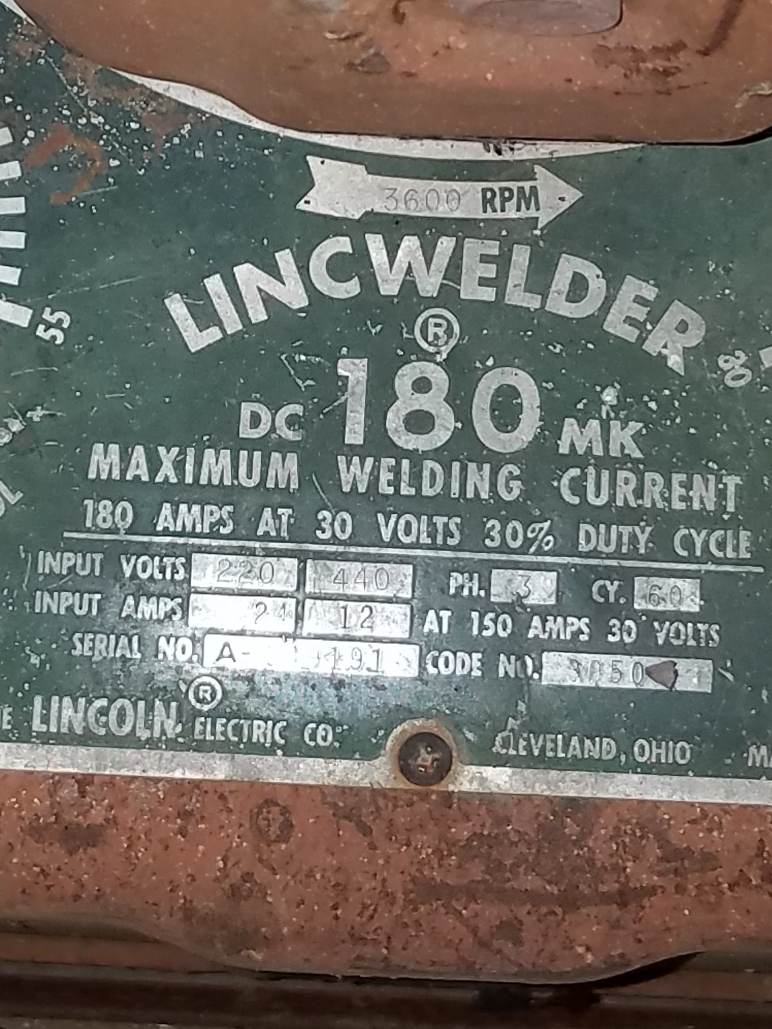 3600 RPM
LINCWELDER
®
DC 180 MK
MAXIMUM WELDING CURRENT
180 AMPS AT 30 VOLTS 30% DUTY CYCLE
INPUT VOLTS 220 440 PH. 3 CY. 60
INPUT AMPS 24 12 AT 150 AMPS 30 VOLTS
SERIAL NO. A- CODE NO.
LINCOLN ® ELECTRIC CO. CLEVELAND, OHIO
55
90